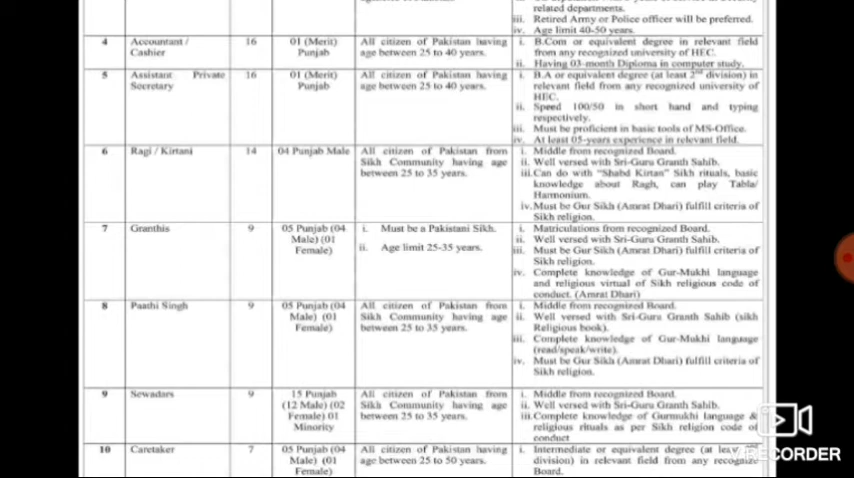 related departments.
iii. Retired Army or Police officer will be preferred.
iv. Age limit 40-50 years.
4 Accountant / Cashier 16 01 (Merit) Punjab All citizen of Pakistan having age between 25 to 40 years.
i. B.Com or equivalent degree in relevant field from any recognized university of HEC.
ii. Having 03-month Diploma in computer study.
5 Assistant Private Secretary 16 01 (Merit) Punjab All citizen of Pakistan having age between 25 to 40 years.
i. B.A or equivalent degree (at least 2nd division) in relevant field from any recognized university of HEC.
ii. Speed 100/50 in short hand and typing respectively.
iii. Must be proficient in basic tools of MS-Office.
iv. At least 05-years experience in relevant field.
6 Ragi / Kirtani 14 04 Punjab Male All citizen of Pakistan from Sikh Community having age between 25 to 35 years.
i. Middle from recognized Board.
ii. Well versed with Sri-Guru Granth Sahib.
iii. Can do with "Shabd Kirtan" Sikh rituals, basic knowledge about Ragh, can play Tabla/ Harmonium.
iv. Must be Gur Sikh (Amrat Dhari) fulfill criteria of Sikh religion.
7 Granthis 9 05 Punjab (04 Male) (01 Female)
i. Must be a Pakistani Sikh.
ii. Age limit 25-35 years.
i. Matriculations from recognized Board.
ii. Well versed with Sri-Guru Granth Sahib.
iii. Must be Gur Sikh (Amrat Dhari) fulfill criteria of Sikh religion.
iv. Complete knowledge of Gur-Mukhi language and religious virtual of Sikh religious code of conduct. (Amrat Dhari)
8 Paathi Singh 9 05 Punjab (04 Male) (01 Female) All citizen of Pakistan from Sikh Community having age between 25 to 35 years.
i. Middle from recognized Board.
ii. Well versed with Sri-Guru Granth Sahib (sikh Religious book).
iii. Complete knowledge of Gur-Mukhi language (read/speak/write).
iv. Must be Gur Sikh (Amrat Dhari) fulfill criteria of Sikh religion.
9 Sewadars 9 15 Punjab (12 Male) (02 Female) 01 Minority All citizen of Pakistan from Sikh Community having age between 25 to 35 years.
i. Middle from recognized Board.
ii. Well versed with Sri-Guru Granth Sahib.
iii. Complete knowledge of Gurmukhi language & religious rituals as per Sikh religion code of conduct
10 Caretaker 7 05 Punjab (04 Male) (01 Female) All citizen of Pakistan having age between 25 to 50 years.
i. Intermediate or equivalent degree (at least division) in relevant field from any recognize Board.
RECORDER